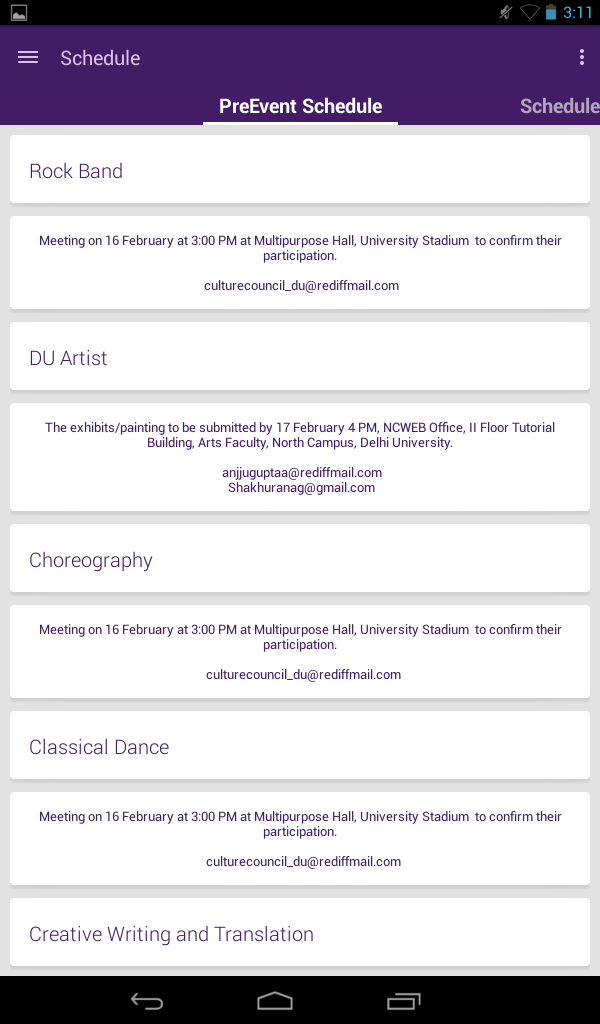 3:11
Schedule
PreEvent Schedule
Schedule
Rock Band
Meeting on 16 February at 3:00 PM at Multipurpose Hall, University Stadium  to confirm their
participation.
culturecouncil_du@rediffmail.com
DU Artist
The exhibits/painting to be submitted by 17 February 4 PM, NCWEB Office, II Floor Tutorial
Building, Arts Faculty, North Campus, Delhi University.
anjjuguptaa@rediffmail.com
Shakhuranag@gmail.com
Choreography
Meeting on 16 February at 3:00 PM at Multipurpose Hall, University Stadium  to confirm their
participation.
culturecouncil_du@rediffmail.com
Classical Dance
Meeting on 16 February at 3:00 PM at Multipurpose Hall, University Stadium  to confirm their
participation.
culturecouncil_du@rediffmail.com
Creative Writing and Translation